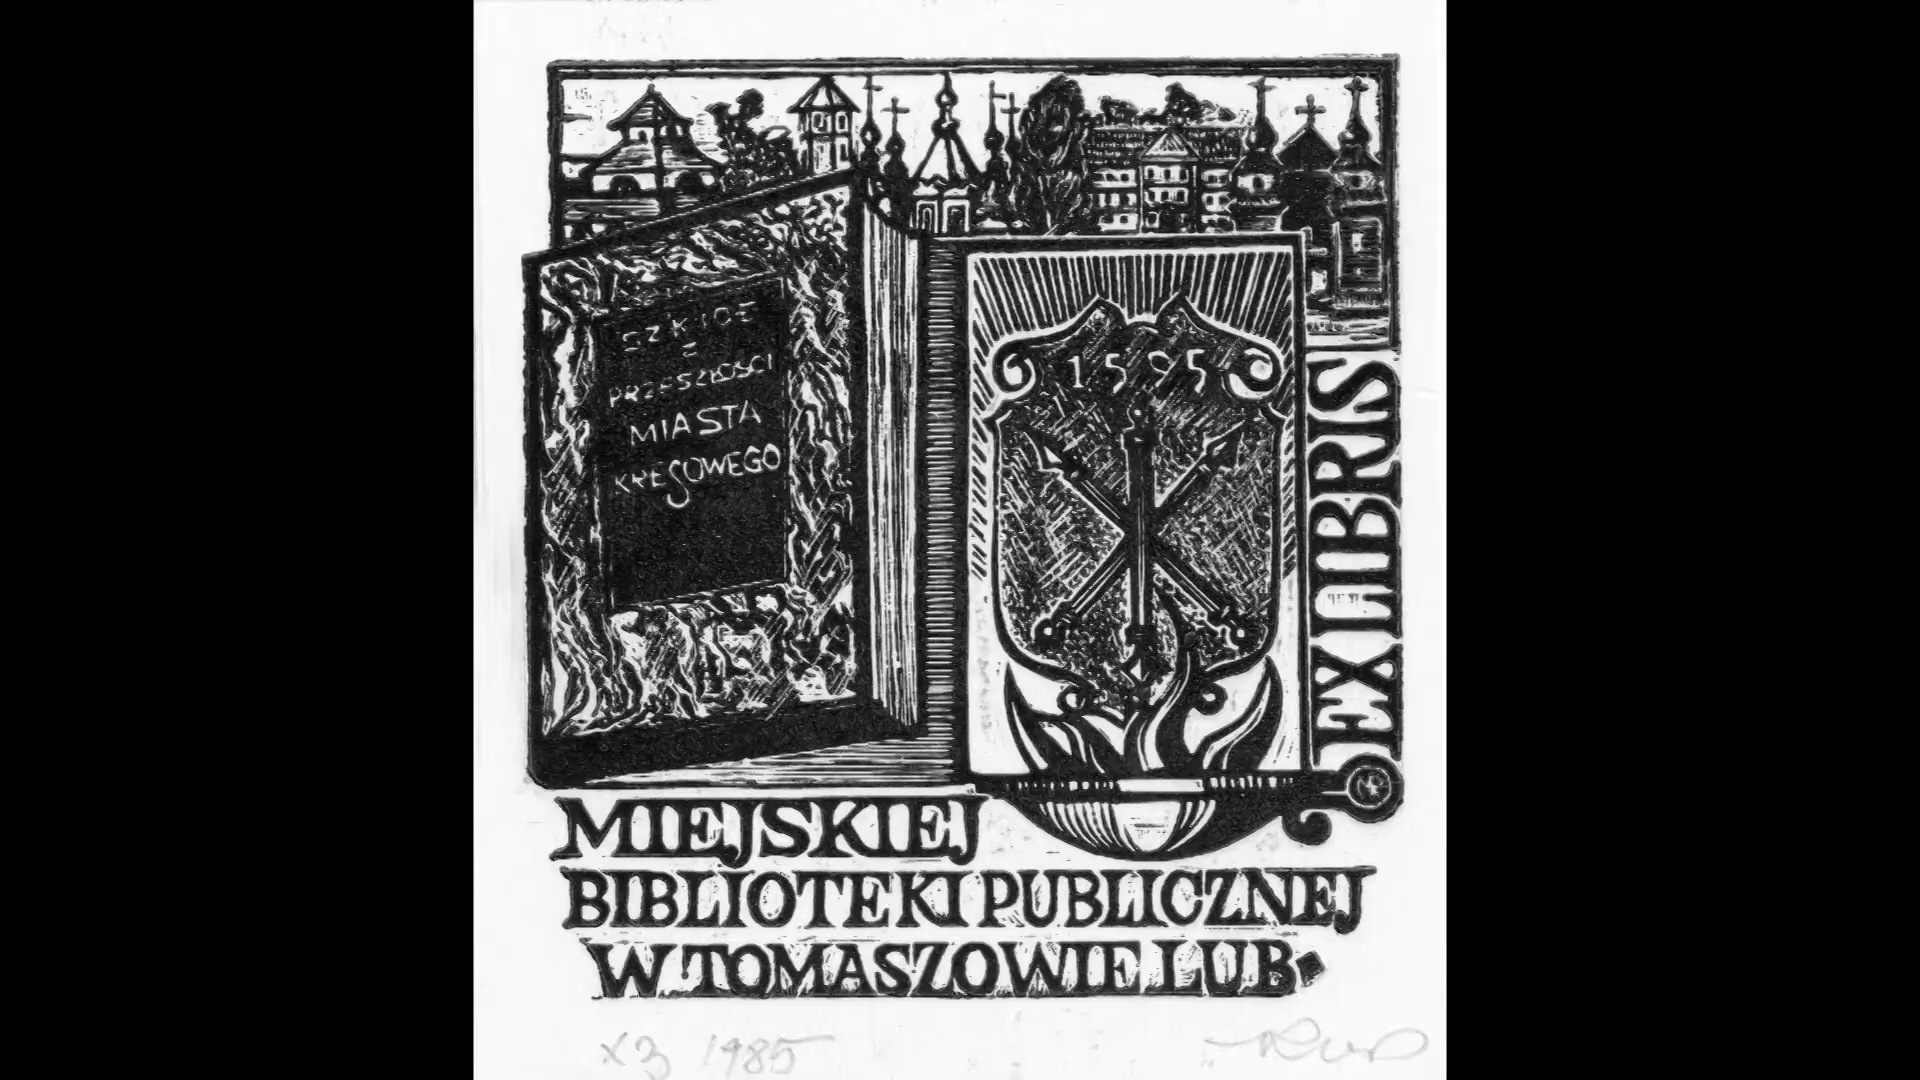 SZKICE
Z
PRZESZŁOŚCI
MIASTA
KRESOWEGO
1595
EX LIBRIS
MIEJSKIEJ
BIBLIOTEKI PUBLICZNEJ
W TOMASZOWIE LUB.
X3 1985